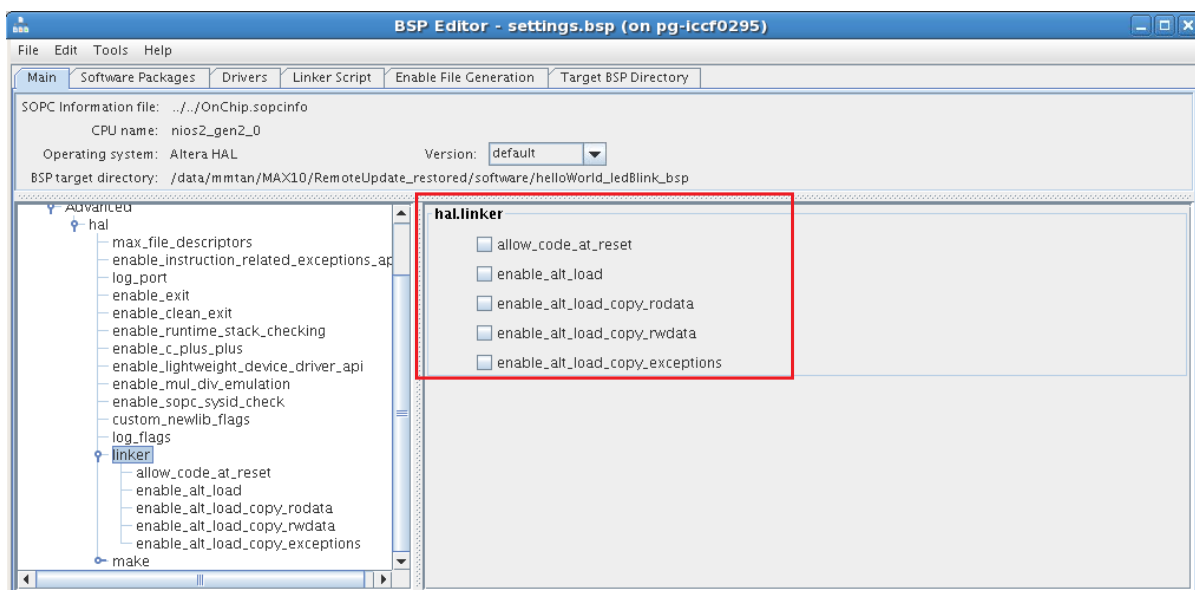 BSP Editor - settings.bsp (on pg-iccf0295)
File Edit Tools Help
Main Software Packages Drivers Linker Script Enable File Generation Target BSP Directory
SOPC Information file: ../../OnChip.sopcinfo
CPU name: nios2_gen2_0
Operating system: Altera HAL Version: default
BSP target directory: /data/mmtan/MAX10/RemoteUpdate_restored/software/helloWorld_ledBlink_bsp
Advanced
hal
max_file_descriptors
enable_instruction_related_exceptions_ap
log_port
enable_exit
enable_clean_exit
enable_runtime_stack_checking
enable_c_plus_plus
enable_lightweight_device_driver_api
enable_mul_div_emulation
enable_sopc_sysid_check
custom_newlib_flags
log_flags
linker
allow_code_at_reset
enable_alt_load
enable_alt_load_copy_rodata
enable_alt_load_copy_rwdata
enable_alt_load_copy_exceptions
make
hal.linker
allow_code_at_reset
enable_alt_load
enable_alt_load_copy_rodata
enable_alt_load_copy_rwdata
enable_alt_load_copy_exceptions